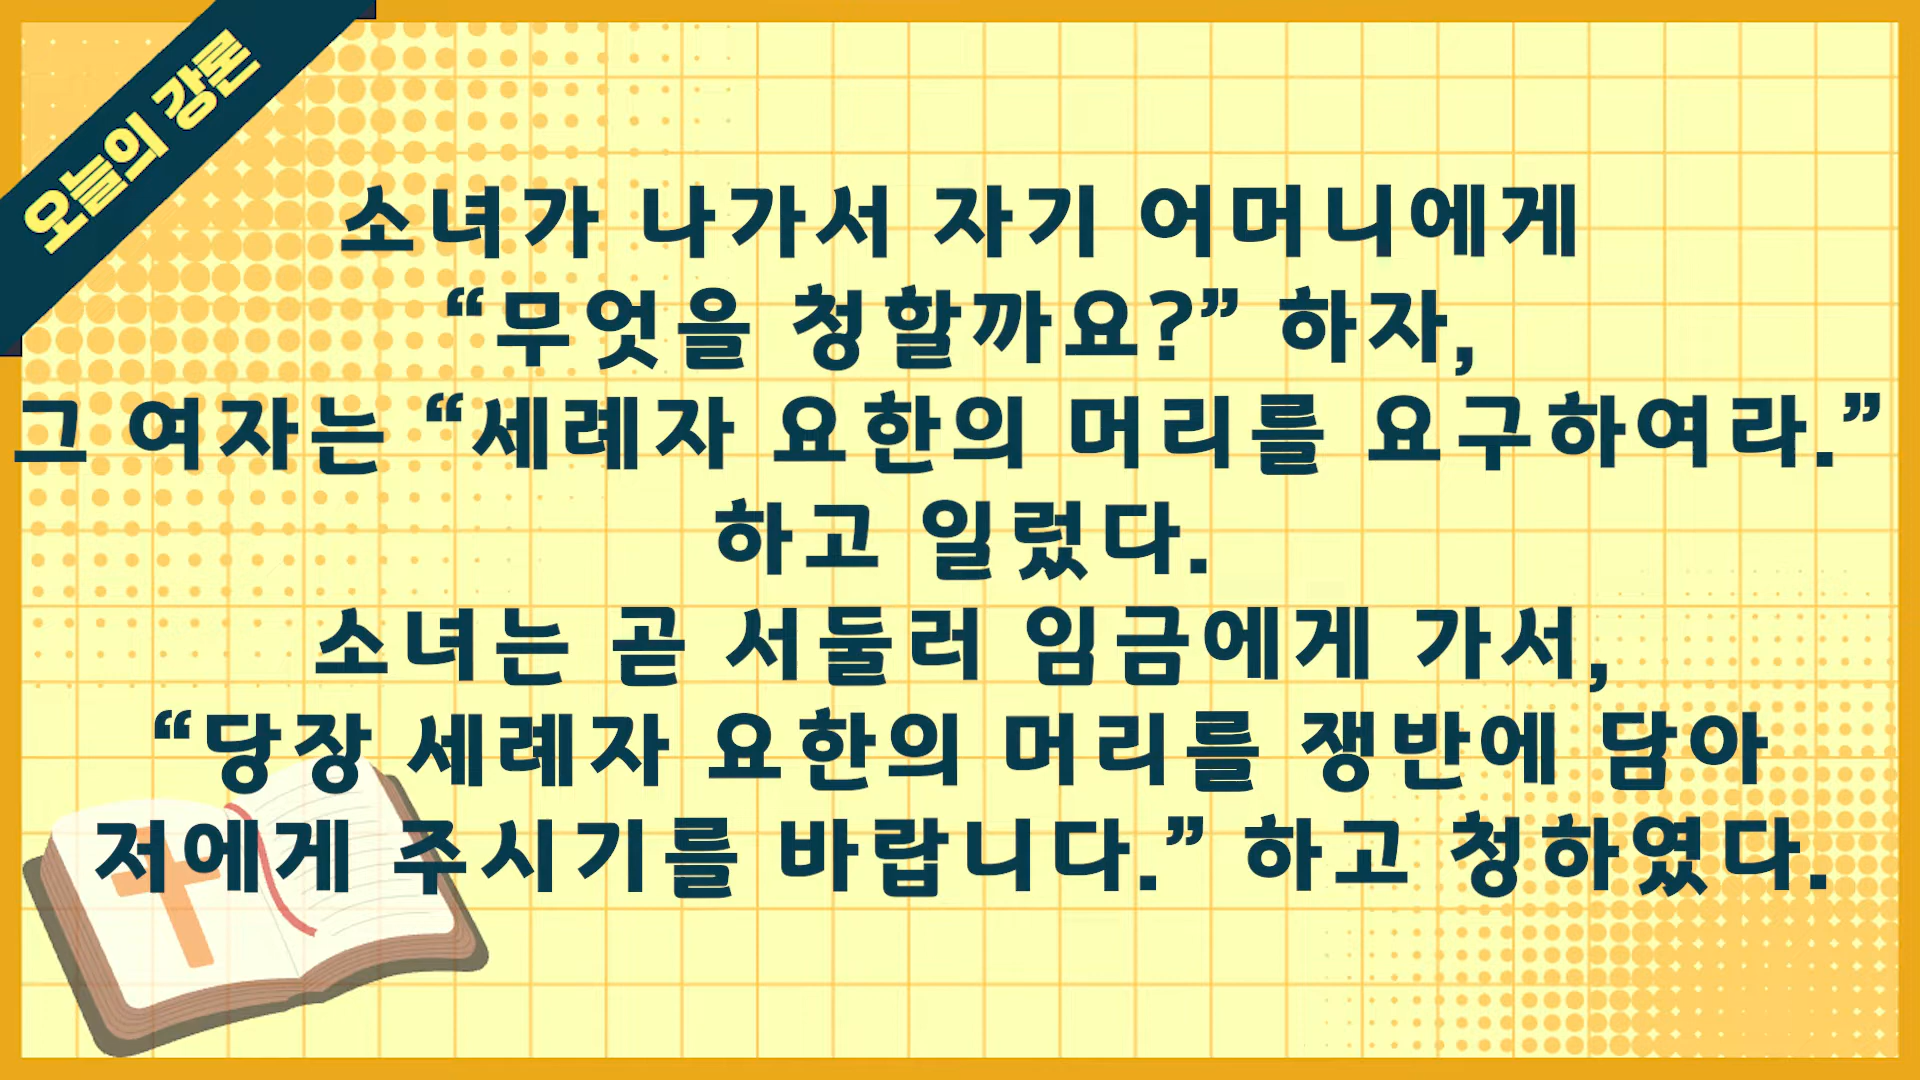 오늘의 강론
소녀가 나가서 자기 어머니에게
“무엇을 청할까요?” 하자,
그 여자는 “세례자 요한의 머리를 요구하여라.”
하고 일렀다.
소녀는 곧 서둘러 임금에게 가서,
“당장 세례자 요한의 머리를 쟁반에 담아
저에게 주시기를 바랍니다.” 하고 청하였다.